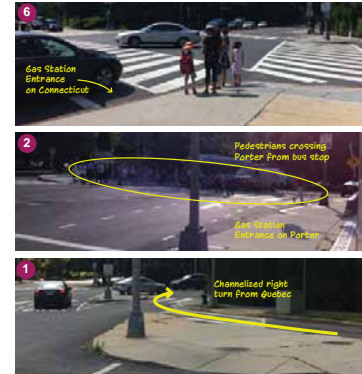 6
Gas Station
Entrance
on Connecticut
2
Pedestrians crossing
Porter from bus stop
Gas Station
Entrance on Porter
1
Channelized right
turn from Quebec